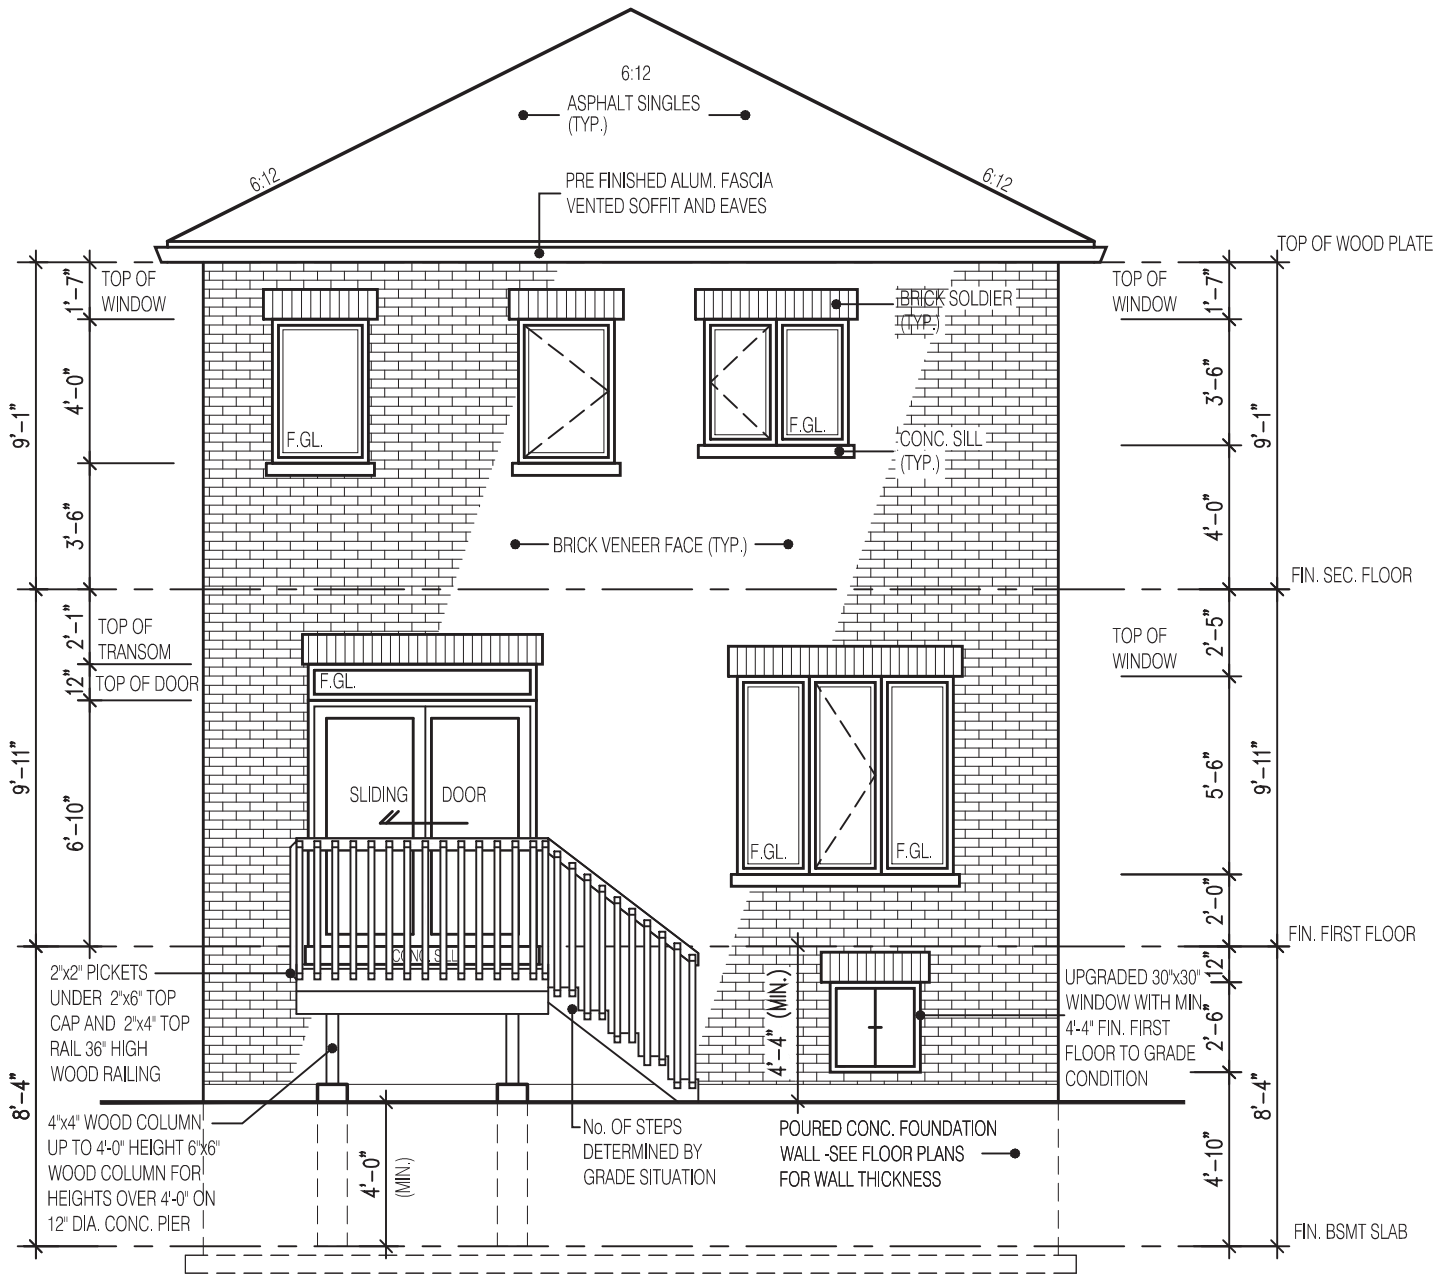 6:12
ASPHALT SINGLES
(TYP.)
6:12
6:12
PRE FINISHED ALUM. FASCIA
VENTED SOFFIT AND EAVES
TOP OF WOOD PLATE
1'-7"
TOP OF
WINDOW
4'-0"
9'-1"
3'-6"
F.GL.
F.GL.
BRICK SOLDIER
(TYP.)
CONC. SILL
(TYP.)
TOP OF
WINDOW
1'-7"
3'-6"
9'-1"
4'-0"
BRICK VENEER FACE (TYP.)
FIN. SEC. FLOOR
2'-1"
TOP OF
TRANSOM
12"
TOP OF DOOR
9'-11"
6'-10"
F.GL.
SLIDING DOOR
F.GL.
F.GL.
TOP OF
WINDOW
2'-5"
5'-6"
9'-11"
2'-0"
FIN. FIRST FLOOR
CONC. SILL
2"x2" PICKETS
UNDER 2"x6" TOP
CAP AND 2"x4" TOP
RAIL 36" HIGH
WOOD RAILING
8'-4"
4"x4" WOOD COLUMN
UP TO 4'-0" HEIGHT 6"x6"
WOOD COLUMN FOR
HEIGHTS OVER 4'-0" ON
12" DIA. CONC. PIER
4'-0"
(MIN.)
No. OF STEPS
DETERMINED BY
GRADE SITUATION
4'-4" (MIN.)
POURED CONC. FOUNDATION
WALL -SEE FLOOR PLANS
FOR WALL THICKNESS
UPGRADED 30"x30"
WINDOW WITH MIN.
4'-4" FIN. FIRST
FLOOR TO GRADE
CONDITION
12"
2'-6"
8'-4"
4'-10"
FIN. BSMT SLAB